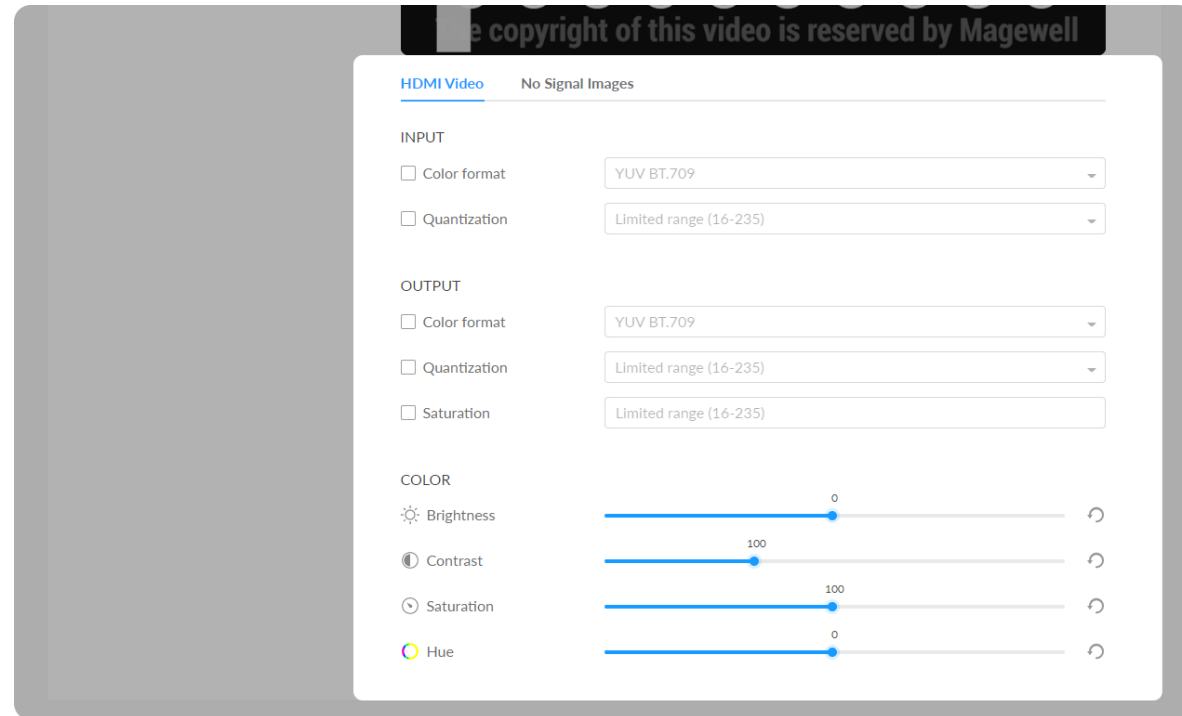 e copyright of this video is reserved by Magewell
HDMI Video No Signal Images
INPUT
Color format YUV BT.709
Quantization Limited range (16-235)
OUTPUT
Color format YUV BT.709
Quantization Limited range (16-235)
Saturation Limited range (16-235)
COLOR
0
Brightness
100
Contrast
100
Saturation
0
Hue